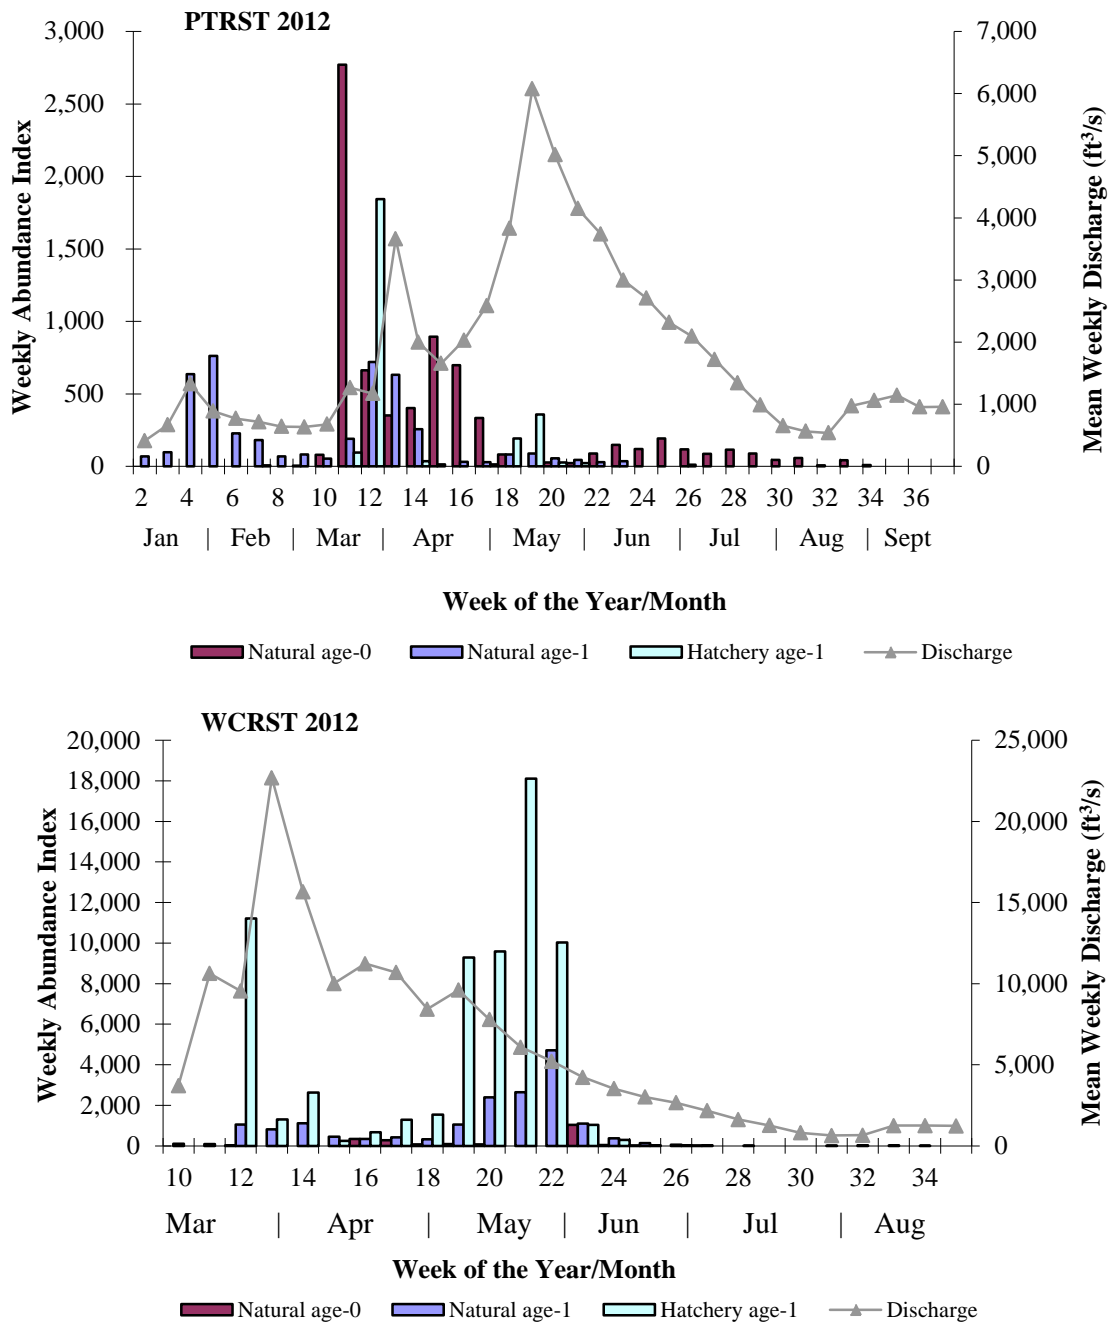 PTRST 2012
3,000
2,500
2,000
1,500
1,000
500
0
Weekly Abundance Index
7,000
6,000
5,000
4,000
3,000
2,000
1,000
0
Mean Weekly Discharge (ft³/s)
2 4 6 8 10 12 14 16 18 20 22 24 26 28 30 32 34 36
Jan | Feb | Mar | Apr | May | Jun | Jul | Aug | Sept
Week of the Year/Month
Natural age-0 Natural age-1 Hatchery age-1 Discharge
WCRST 2012
20,000
18,000
16,000
14,000
12,000
10,000
8,000
6,000
4,000
2,000
0
Weekly Abundance Index
25,000
20,000
15,000
10,000
5,000
0
Mean Weekly Discharge (ft³/s)
10 12 14 16 18 20 22 24 26 28 30 32 34
Mar | Apr | May | Jun | Jul | Aug
Week of the Year/Month
Natural age-0 Natural age-1 Hatchery age-1 Discharge